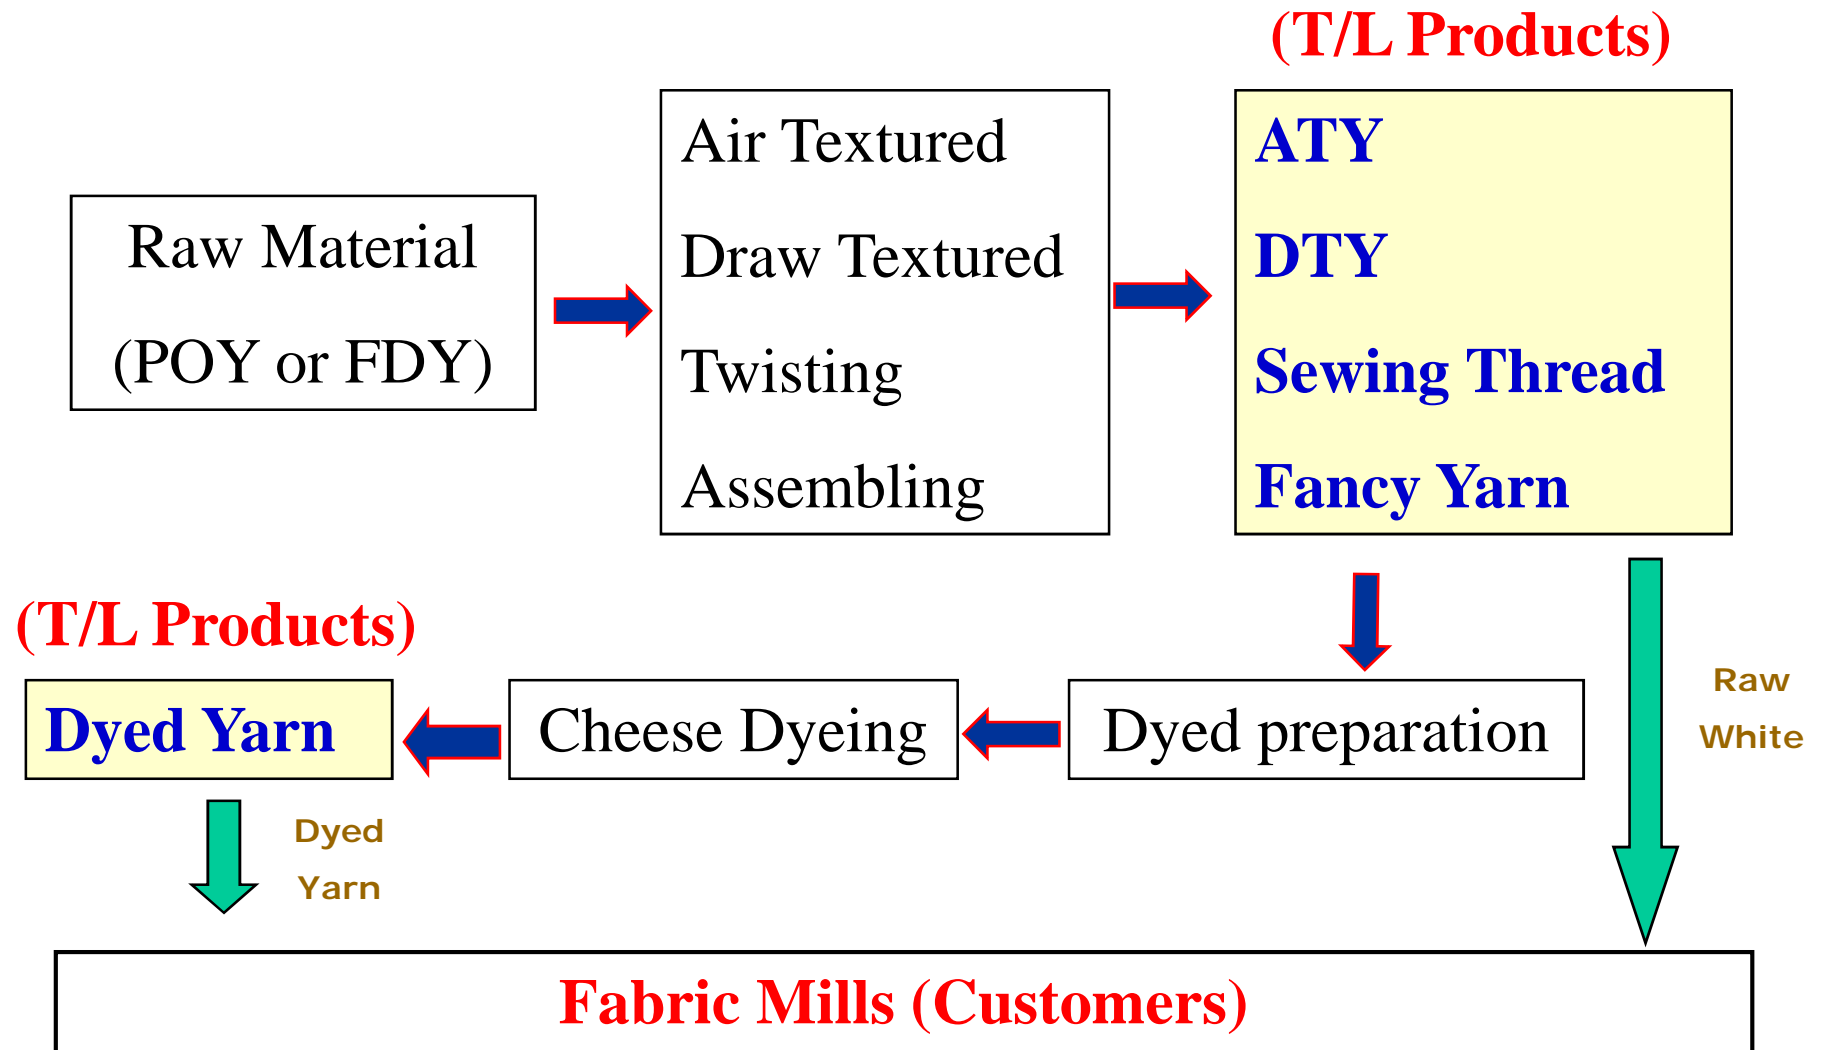 (T/L Products)
Raw Material
(POY or FDY)
Air Textured
Draw Textured
Twisting
Assembling
ATY
DTY
Sewing Thread
Fancy Yarn
(T/L Products)
Dyed Yarn
Cheese Dyeing
Dyed preparation
Raw
White
Dyed
Yarn
Fabric Mills (Customers)